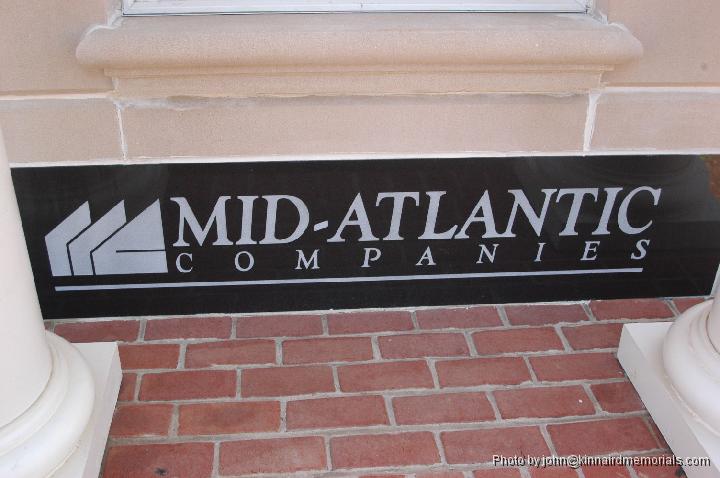 MID-ATLANTIC
COMPANIES
Photo by john@kinnairdmemorials.com